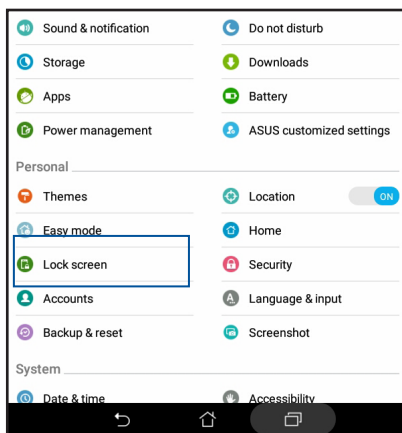 Sound & notification Do not disturb
Storage Downloads
Apps Battery
Power management ASUS customized settings
Personal
Themes Location ON
Easy mode Home
Lock screen Security
Accounts Language & input
Backup & reset Screenshot
System
Date & time Accessibility